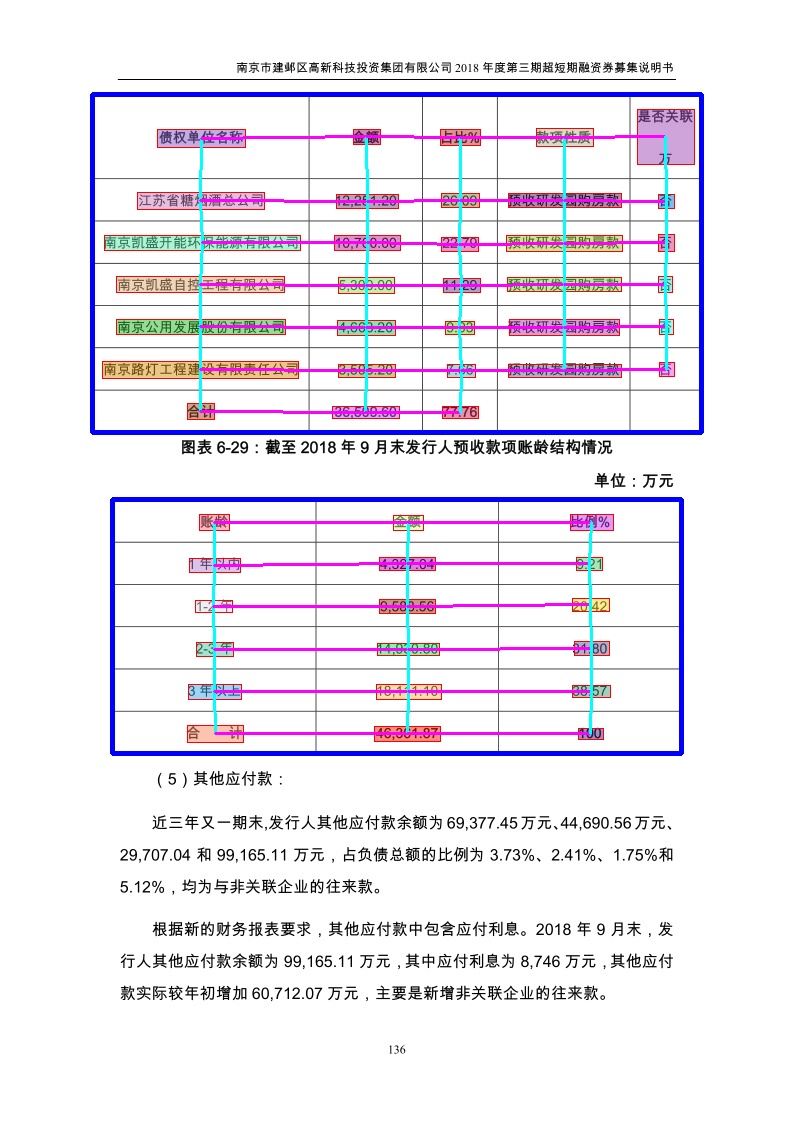 南京市建邺区高新科技投资集团有限公司 2018 年度第三期超短期融资券募集说明书
债权单位名称 金额 占比% 款项性质 是否关联方
江苏省糖烟酒总公司 12,251.20 26.09 预收研发园购房款 否
南京凯盛开能环保能源有限公司 10,700.00 22.79 预收研发园购房款 否
南京凯盛自控工程有限公司 5,300.00 11.29 预收研发园购房款 否
南京公用发展股份有限公司 4,663.20 9.93 预收研发园购房款 否
南京路灯工程建设有限责任公司 3,595.20 7.66 预收研发园购房款 否
合计 36,509.60 77.76
图表 6-29：截至 2018 年 9 月末发行人预收款项账龄结构情况
单位：万元
账龄 金额 比例%
1 年以内 4,327.04 9.21
1-2 年 20.42
2-3 年 14,930.80 31.80
3 年以上 38.57
合 计 46,951.87 100
（5）其他应付款：
近三年又一期末,发行人其他应付款余额为 69,377.45 万元、44,690.56 万元、
29,707.04 和 99,165.11 万元，占负债总额的比例为 3.73%、2.41%、1.75%和
5.12%，均为与非关联企业的往来款。
根据新的财务报表要求，其他应付款中包含应付利息。2018 年 9 月末，发
行人其他应付款余额为 99,165.11 万元，其中应付利息为 8,746 万元，其他应付
款实际较年初增加 60,712.07 万元，主要是新增非关联企业的往来款。
136